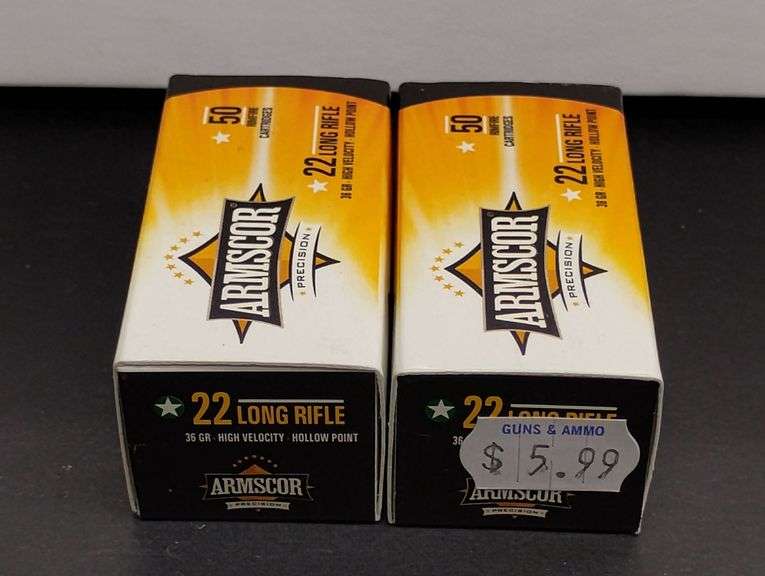 50
RIMFIRE
CARTRIDGES
22 LONG RIFLE
36 GR · HIGH VELOCITY · HOLLOW POINT
ARMSCOR
PRECISION
50
RIMFIRE
CARTRIDGES
22 LONG RIFLE
36 GR · HIGH VELOCITY · HOLLOW POINT
ARMSCOR
PRECISION
22 LONG RIFLE
36 GR · HIGH VELOCITY · HOLLOW POINT
ARMSCOR
PRECISION
22 LONG RIFLE
36
GUNS & AMMO
$ 5.99
ARMSCOR
PRECISION